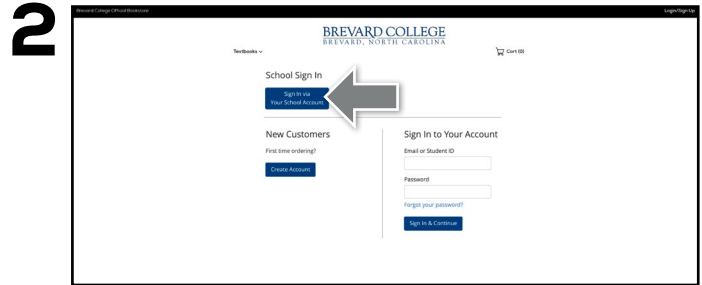 2
Brevard College Official Bookstore
Login/Sign Up
BREVARD COLLEGE
BREVARD, NORTH CAROLINA
Textbooks
Cart (0)
School Sign In
Sign In via
Your School Account
New Customers
First time ordering?
Create Account
Sign In to Your Account
Email or Student ID
Password
Forgot your password?
Sign In & Continue